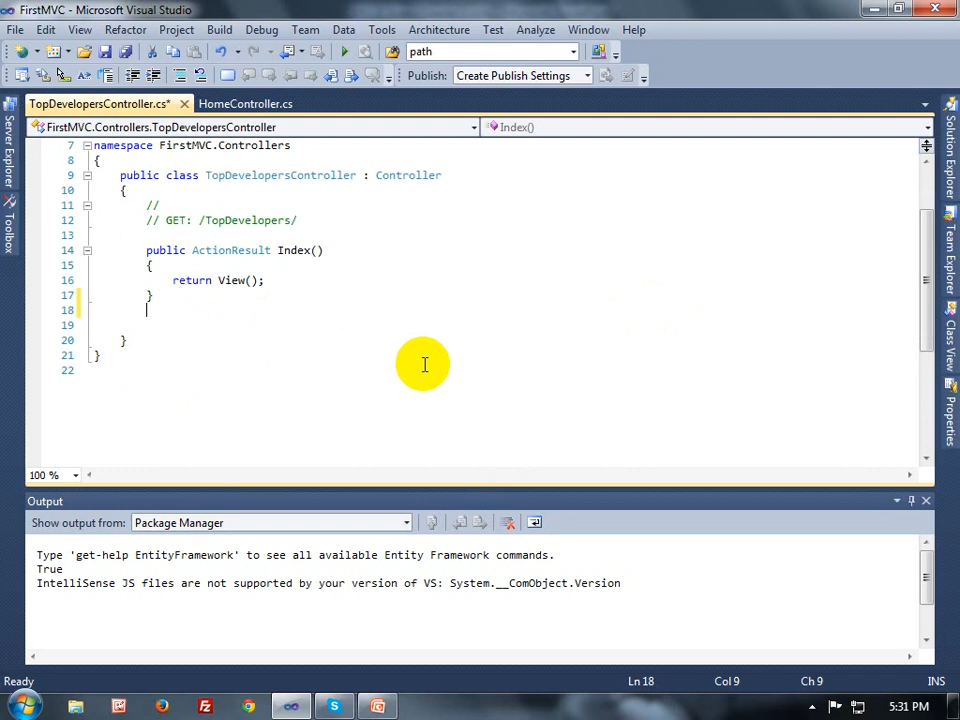 FirstMVC - Microsoft Visual Studio
File Edit View Refactor Project Build Debug Team Data Tools Architecture Test Analyze Window Help
path
Publish: Create Publish Settings
TopDevelopersController.cs* HomeController.cs
FirstMVC.Controllers.TopDevelopersController Index()
7 namespace FirstMVC.Controllers
8 {
9 public class TopDevelopersController : Controller
10 {
11 //
12 // GET: /TopDevelopers/
13
14 public ActionResult Index()
15 {
16 return View();
17 }
18
19
20 }
21 }
22
100 %
Server Explorer
Toolbox
Solution Explorer
Team Explorer
Class View
Properties
Output
Show output from: Package Manager
Type 'get-help EntityFramework' to see all available Entity Framework commands.
True
IntelliSense JS files are not supported by your version of VS: System.__ComObject.Version
Ready Ln 18 Col 9 Ch 9 INS
5:31 PM